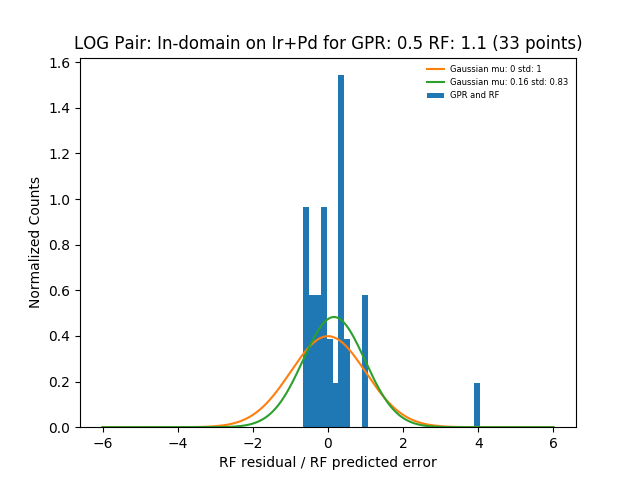 LOG Pair: In-domain on Ir+Pd for GPR: 0.5 RF: 1.1 (33 points)
Gaussian mu: 0 std: 1
Gaussian mu: 0.16 std: 0.83
GPR and RF
Normalized Counts
1.6
1.4
1.2
1.0
0.8
0.6
0.4
0.2
0.0
−6 −4 −2 0 2 4 6
RF residual / RF predicted error